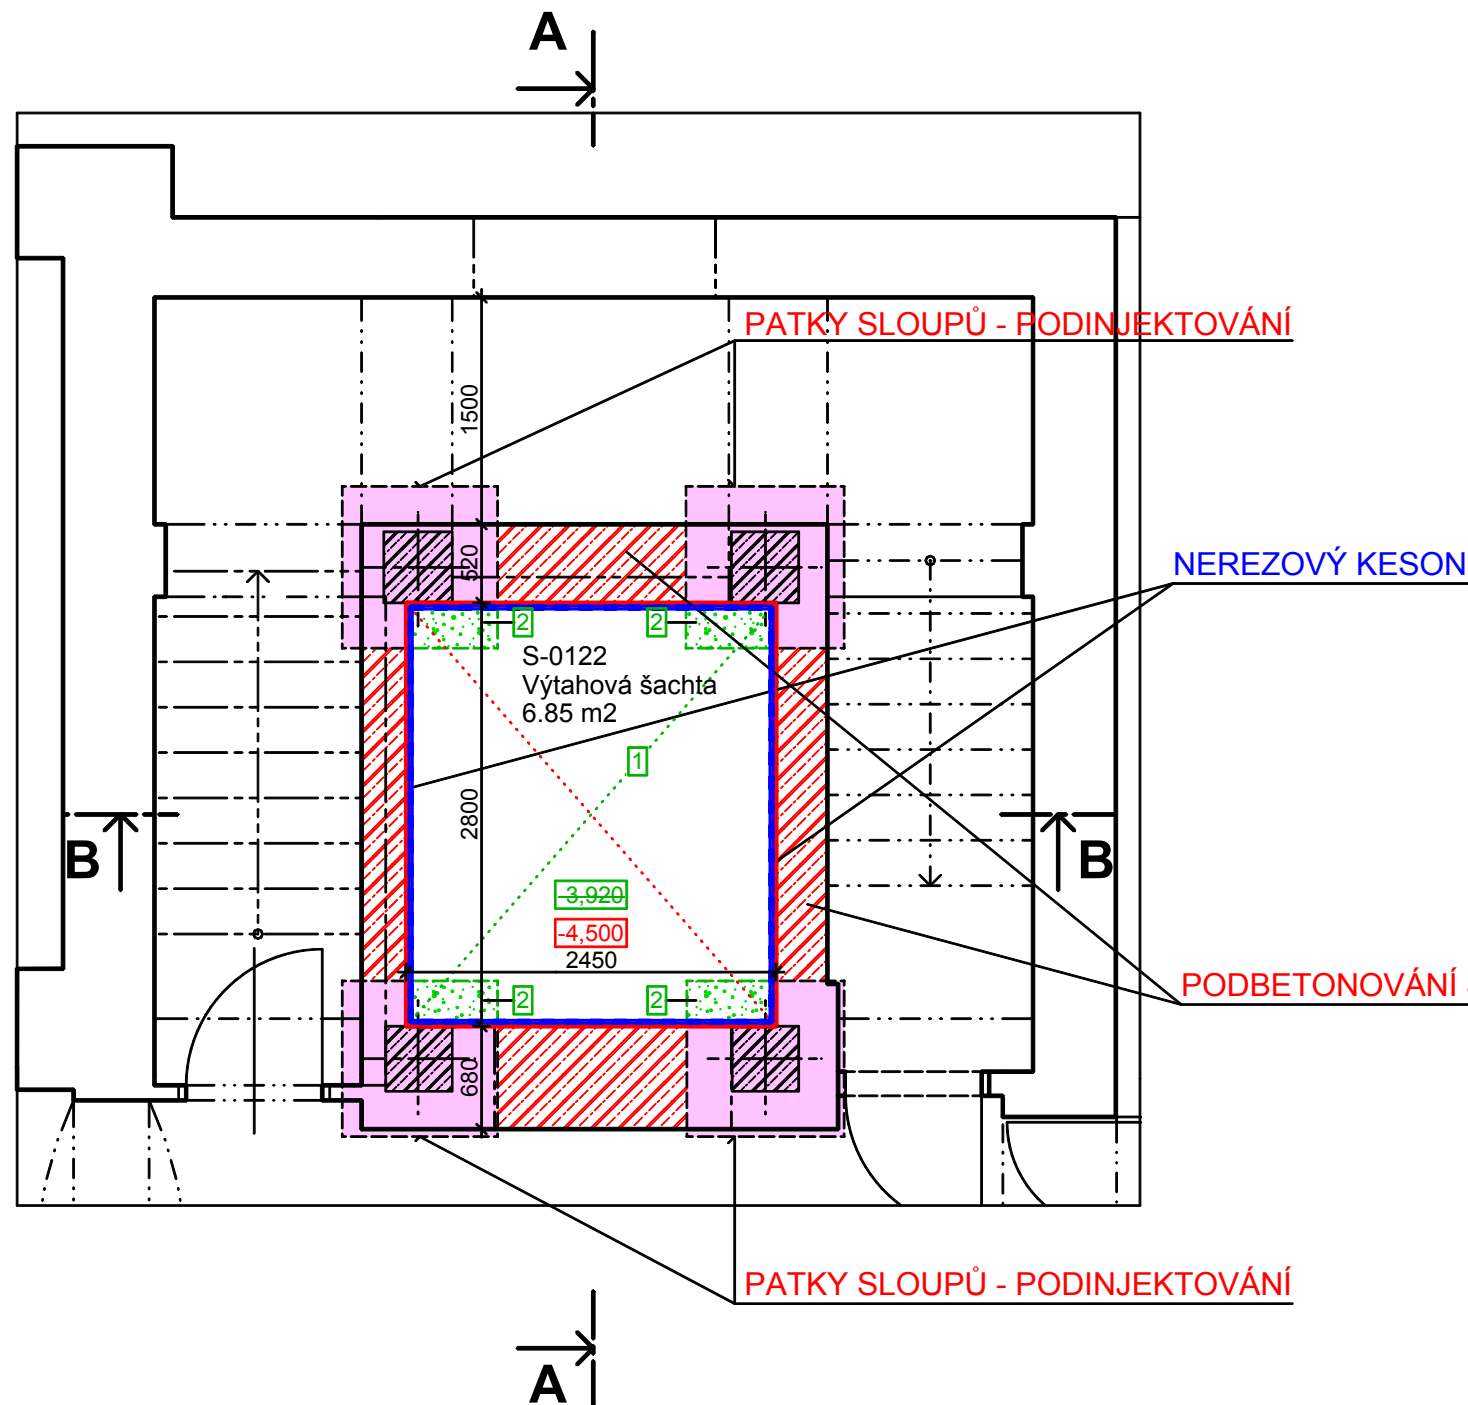 A
PATKY SLOUPŮ - PODINJEKTOVÁNÍ
1500
520
NEREZOVÝ KESON
2
2
S-0122
Výtahová šachta
6.85 m2
1
2800
B
B
-3,920
-4,500
2450
2
2
PODBETONOVÁNÍ
680
PATKY SLOUPŮ - PODINJEKTOVÁNÍ
A